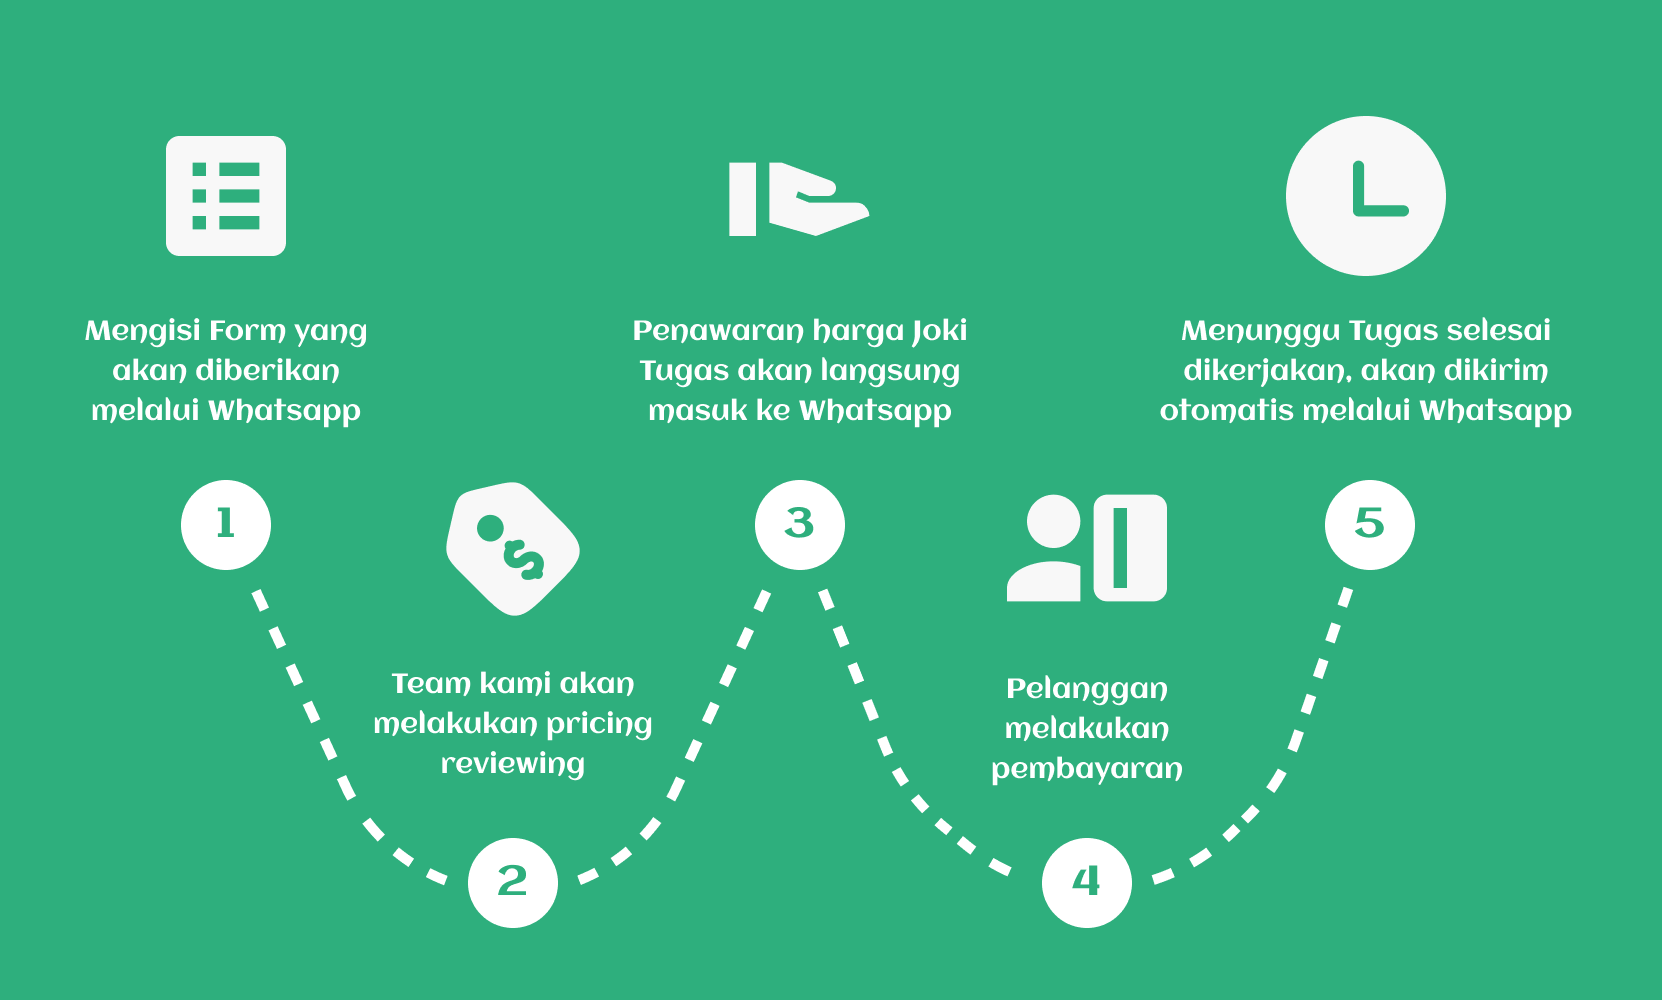 Mengisi Form yang
akan diberikan
melalui Whatsapp
1
Team kami akan
melakukan pricing
reviewing
2
Penawaran harga Joki
Tugas akan langsung
masuk ke Whatsapp
3
Pelanggan
melakukan
pembayaran
4
Menunggu Tugas selesai
dikerjakan, akan dikirim
otomatis melalui Whatsapp
5